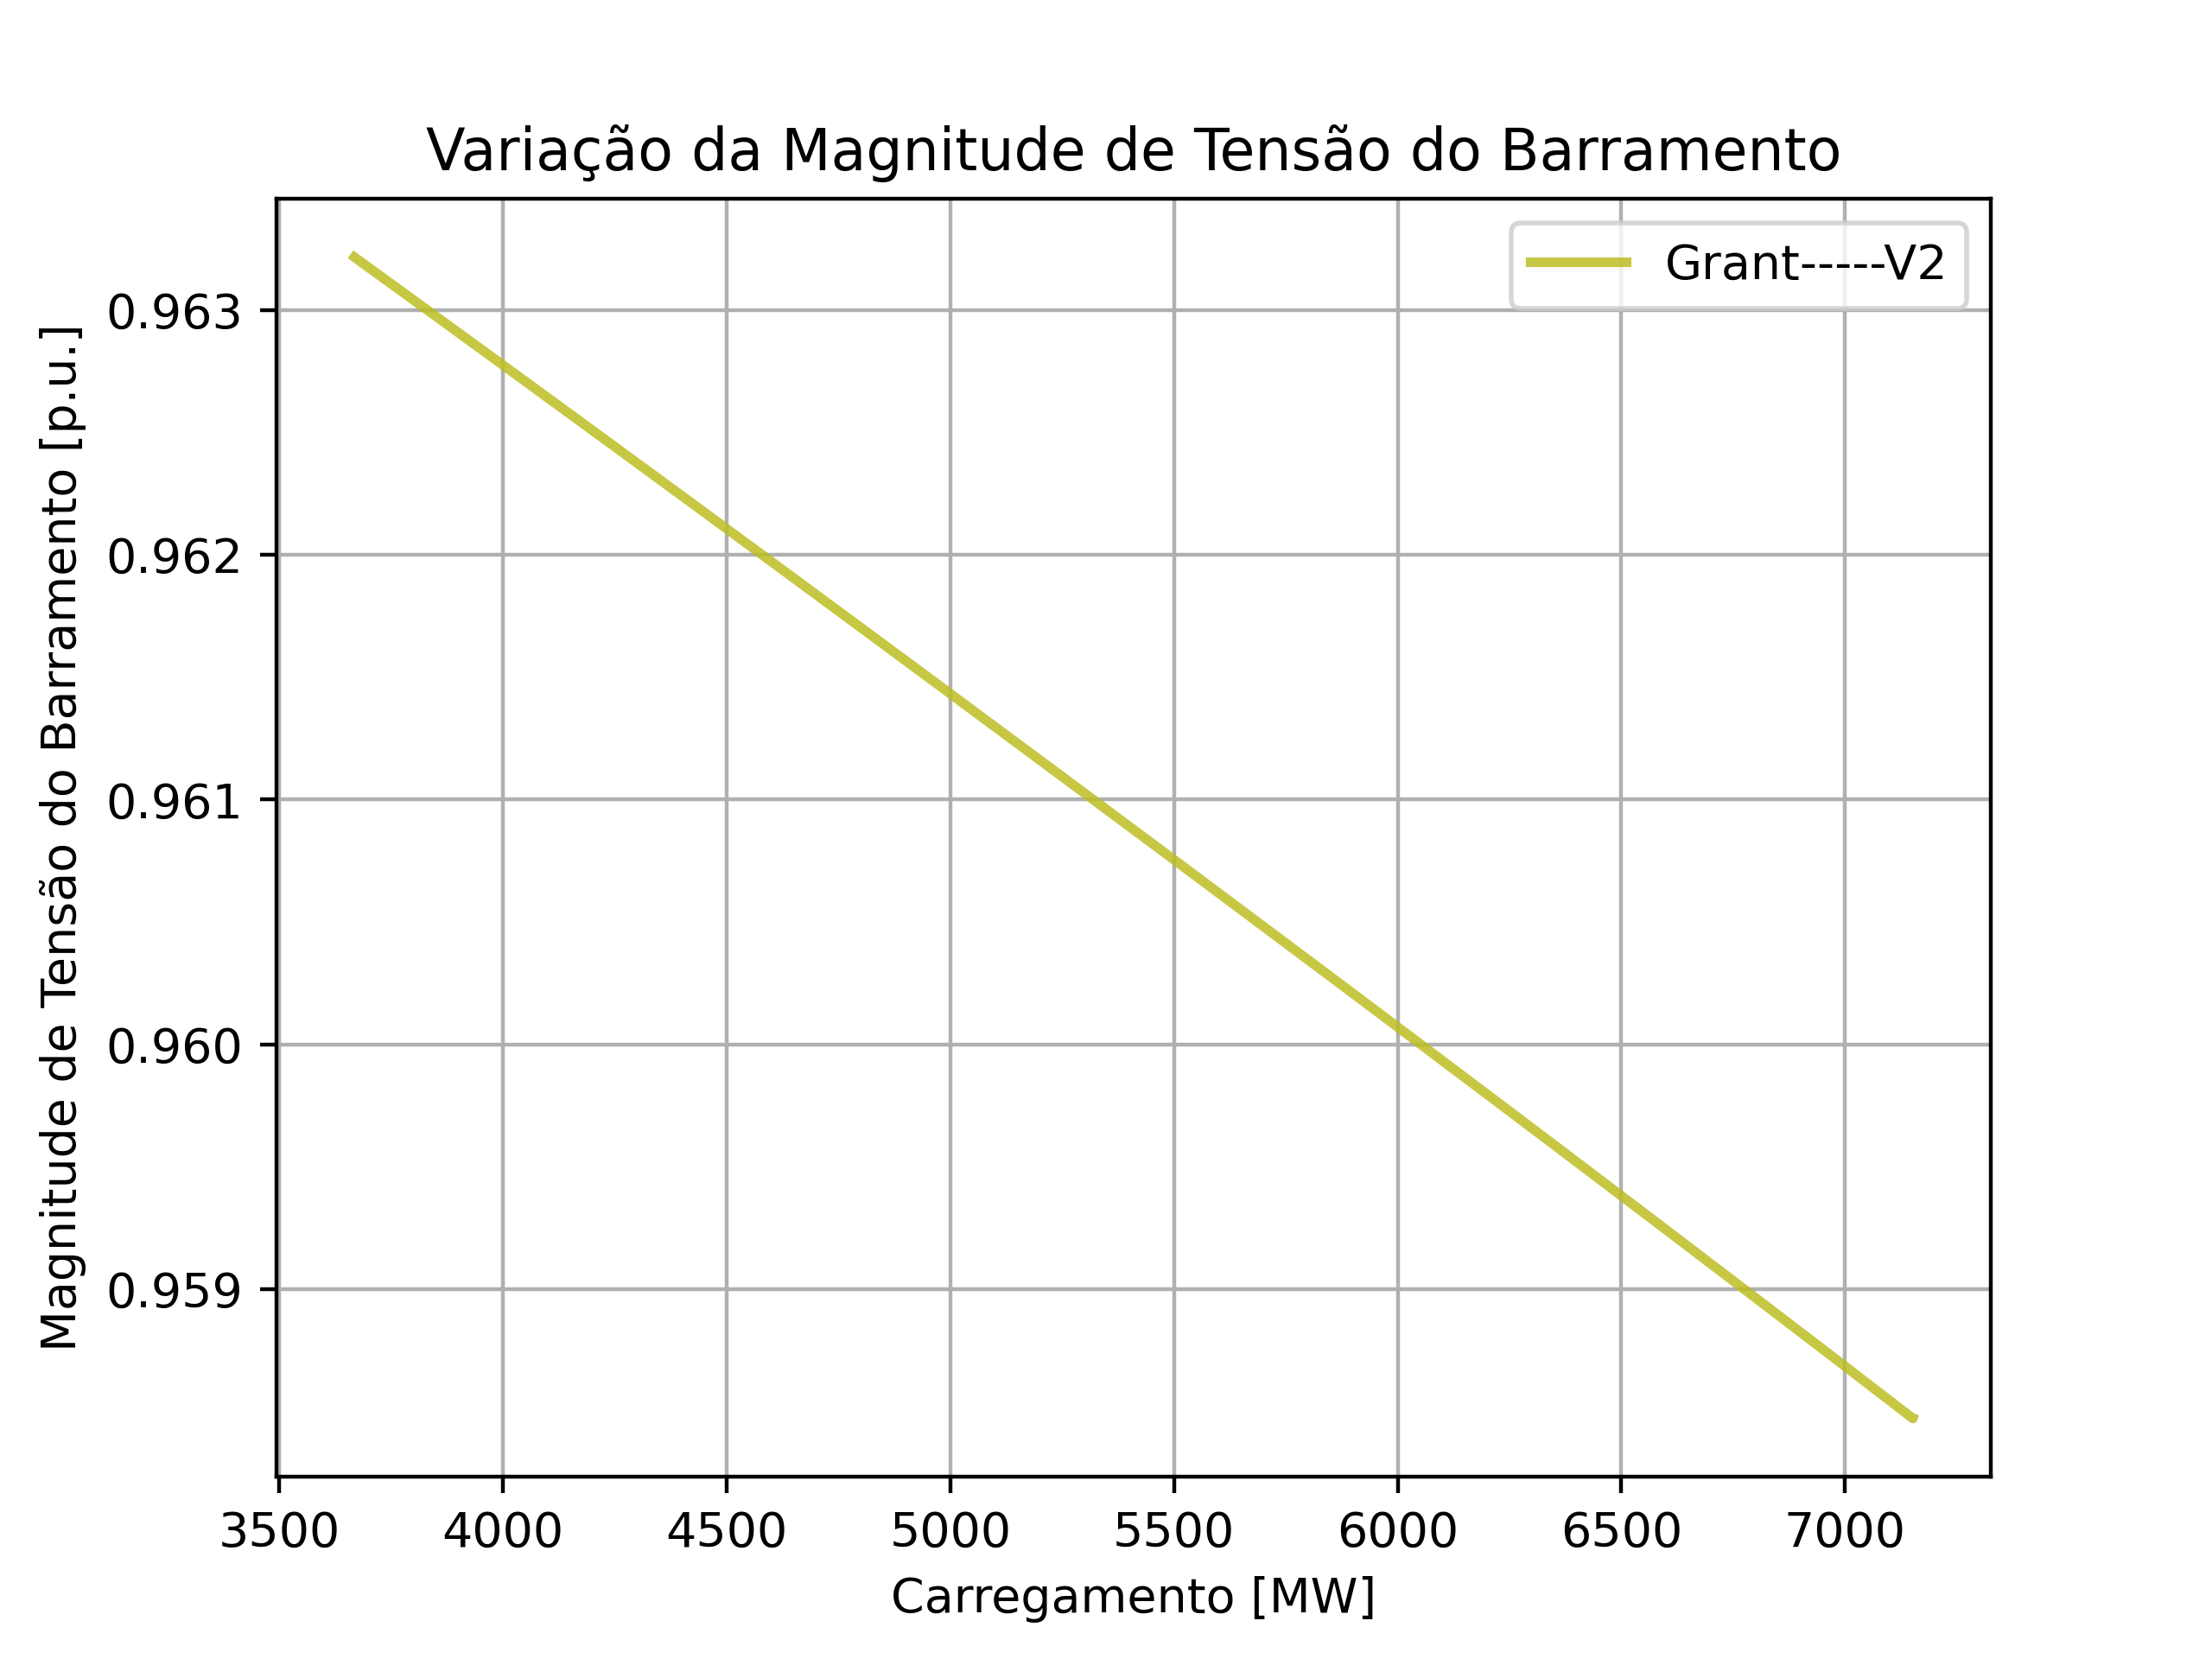 Variação da Magnitude de Tensão do Barramento
Grant-----V2
Magnitude de Tensão do Barramento [p.u.]
0.963
0.962
0.961
0.960
0.959
3500 4000 4500 5000 5500 6000 6500 7000
Carregamento [MW]